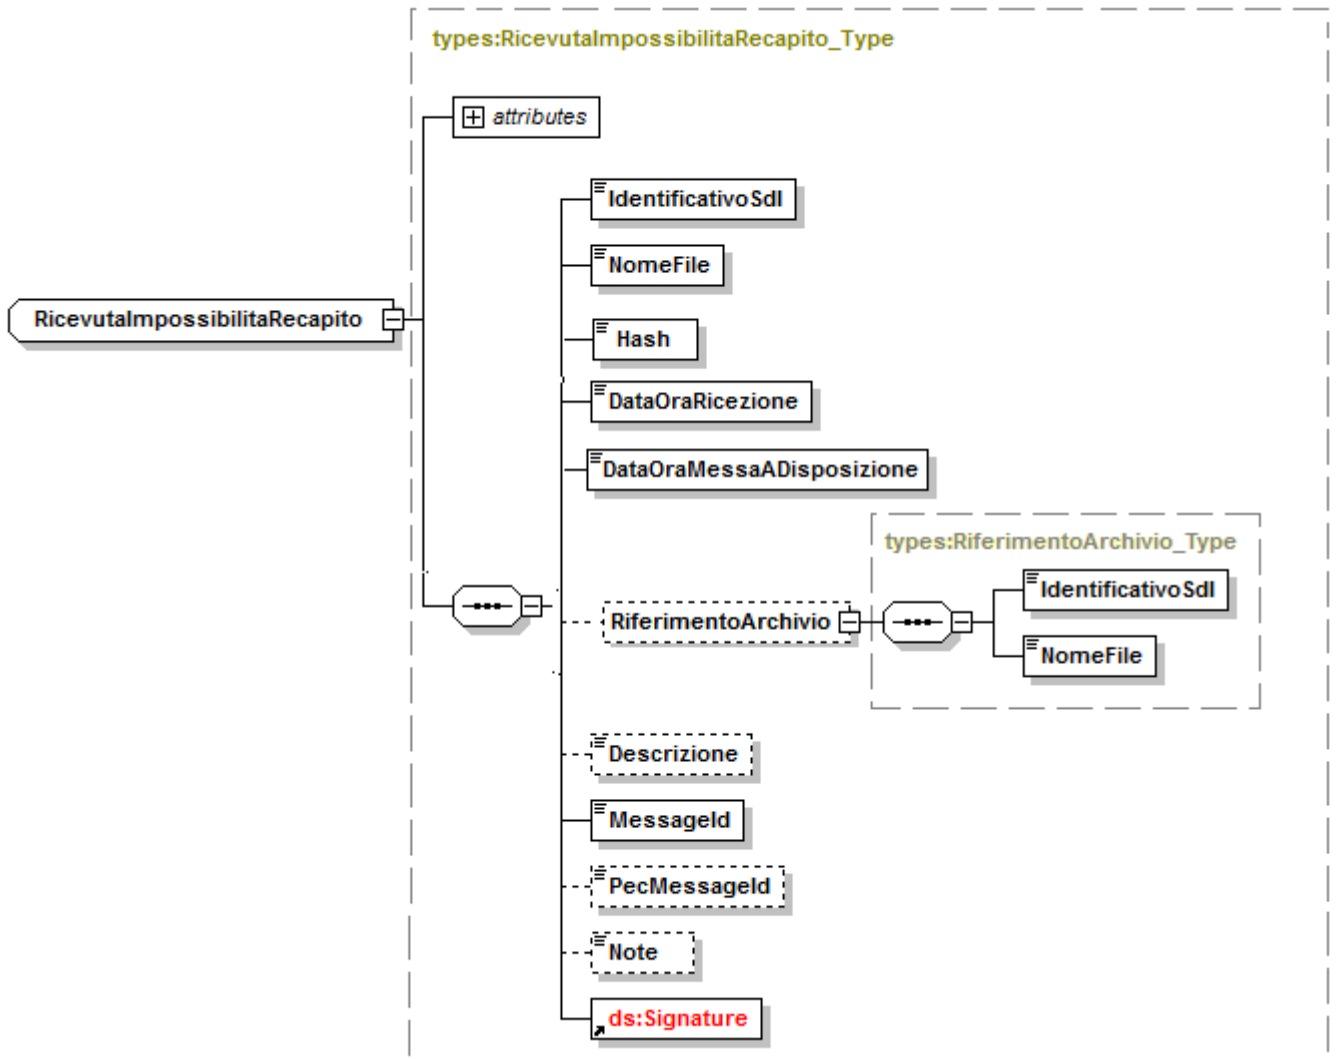 types:RicevutaImpossibilitaRecapito_Type
attributes
IdentificativoSdI
NomeFile
RicevutaImpossibilitaRecapito
Hash
DataOraRicezione
DataOraMessaADisposizione
types:RiferimentoArchivio_Type
IdentificativoSdI
RiferimentoArchivio
NomeFile
Descrizione
MessageId
PecMessageId
Note
ds:Signature